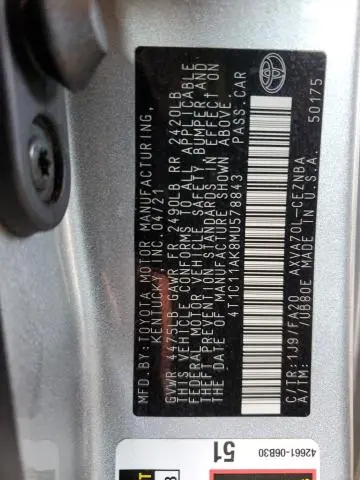 MFD.BY:TOYOTA MOTOR MANUFACTURING,
KENTUCKY, INC. 04/21
GVWR 4475LB GAWR FR 2490LB RR 2420LB
THIS VEHICLE CONFORMS TO ALL APPLICABLE
FEDERAL MOTOR VEHICLE SAFETY, BUMPER, AND
THEFT PREVENTION STANDARDS IN EFFECT ON
THE DATE OF MANUFACTURE SHOWN ABOVE.
4T1C11AK8MU578843 PASS.CAR
C/TR:1J9/FA20 AXVA70L-CEZNBA
A/TM: /UB80E MADE IN U.S.A. 50175
42661-06B30
51